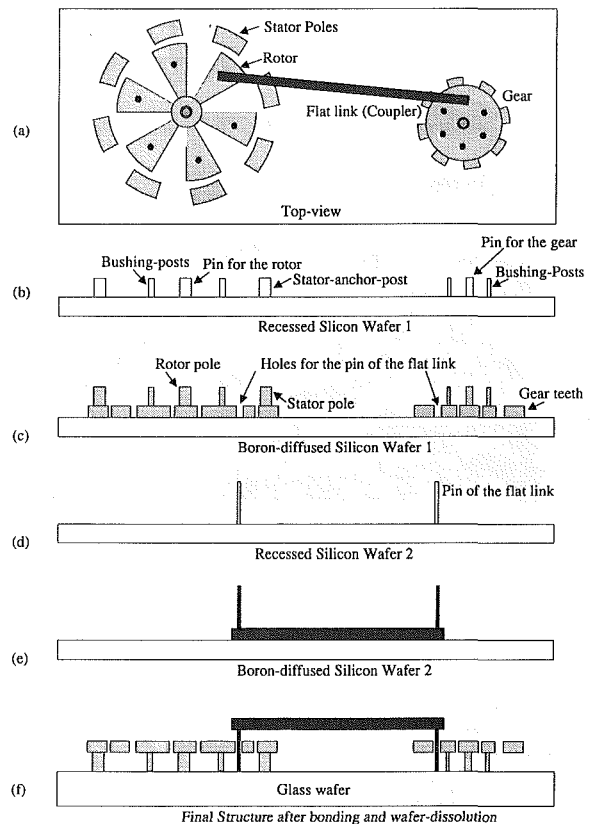 (a)
Stator Poles
Rotor
Flat link (Coupler)
Gear
Top-view
(b)
Bushing-posts
Pin for the rotor
Stator-anchor-post
Pin for the gear
Bushing-Posts
Recessed Slicon Wafer 1
(c)
Rotor pole
Holes for the pin of the flat link
Stator pole
Gear teeth
Boron-diffused Silicon Wafer 1
(d)
Pin of the flat link
Recessed Silicon Wafer 2
(e)
Boron-diffused Silicon Wafer 2
(f)
Glass wafer
Final Structure after bonding and wafer-dissolution